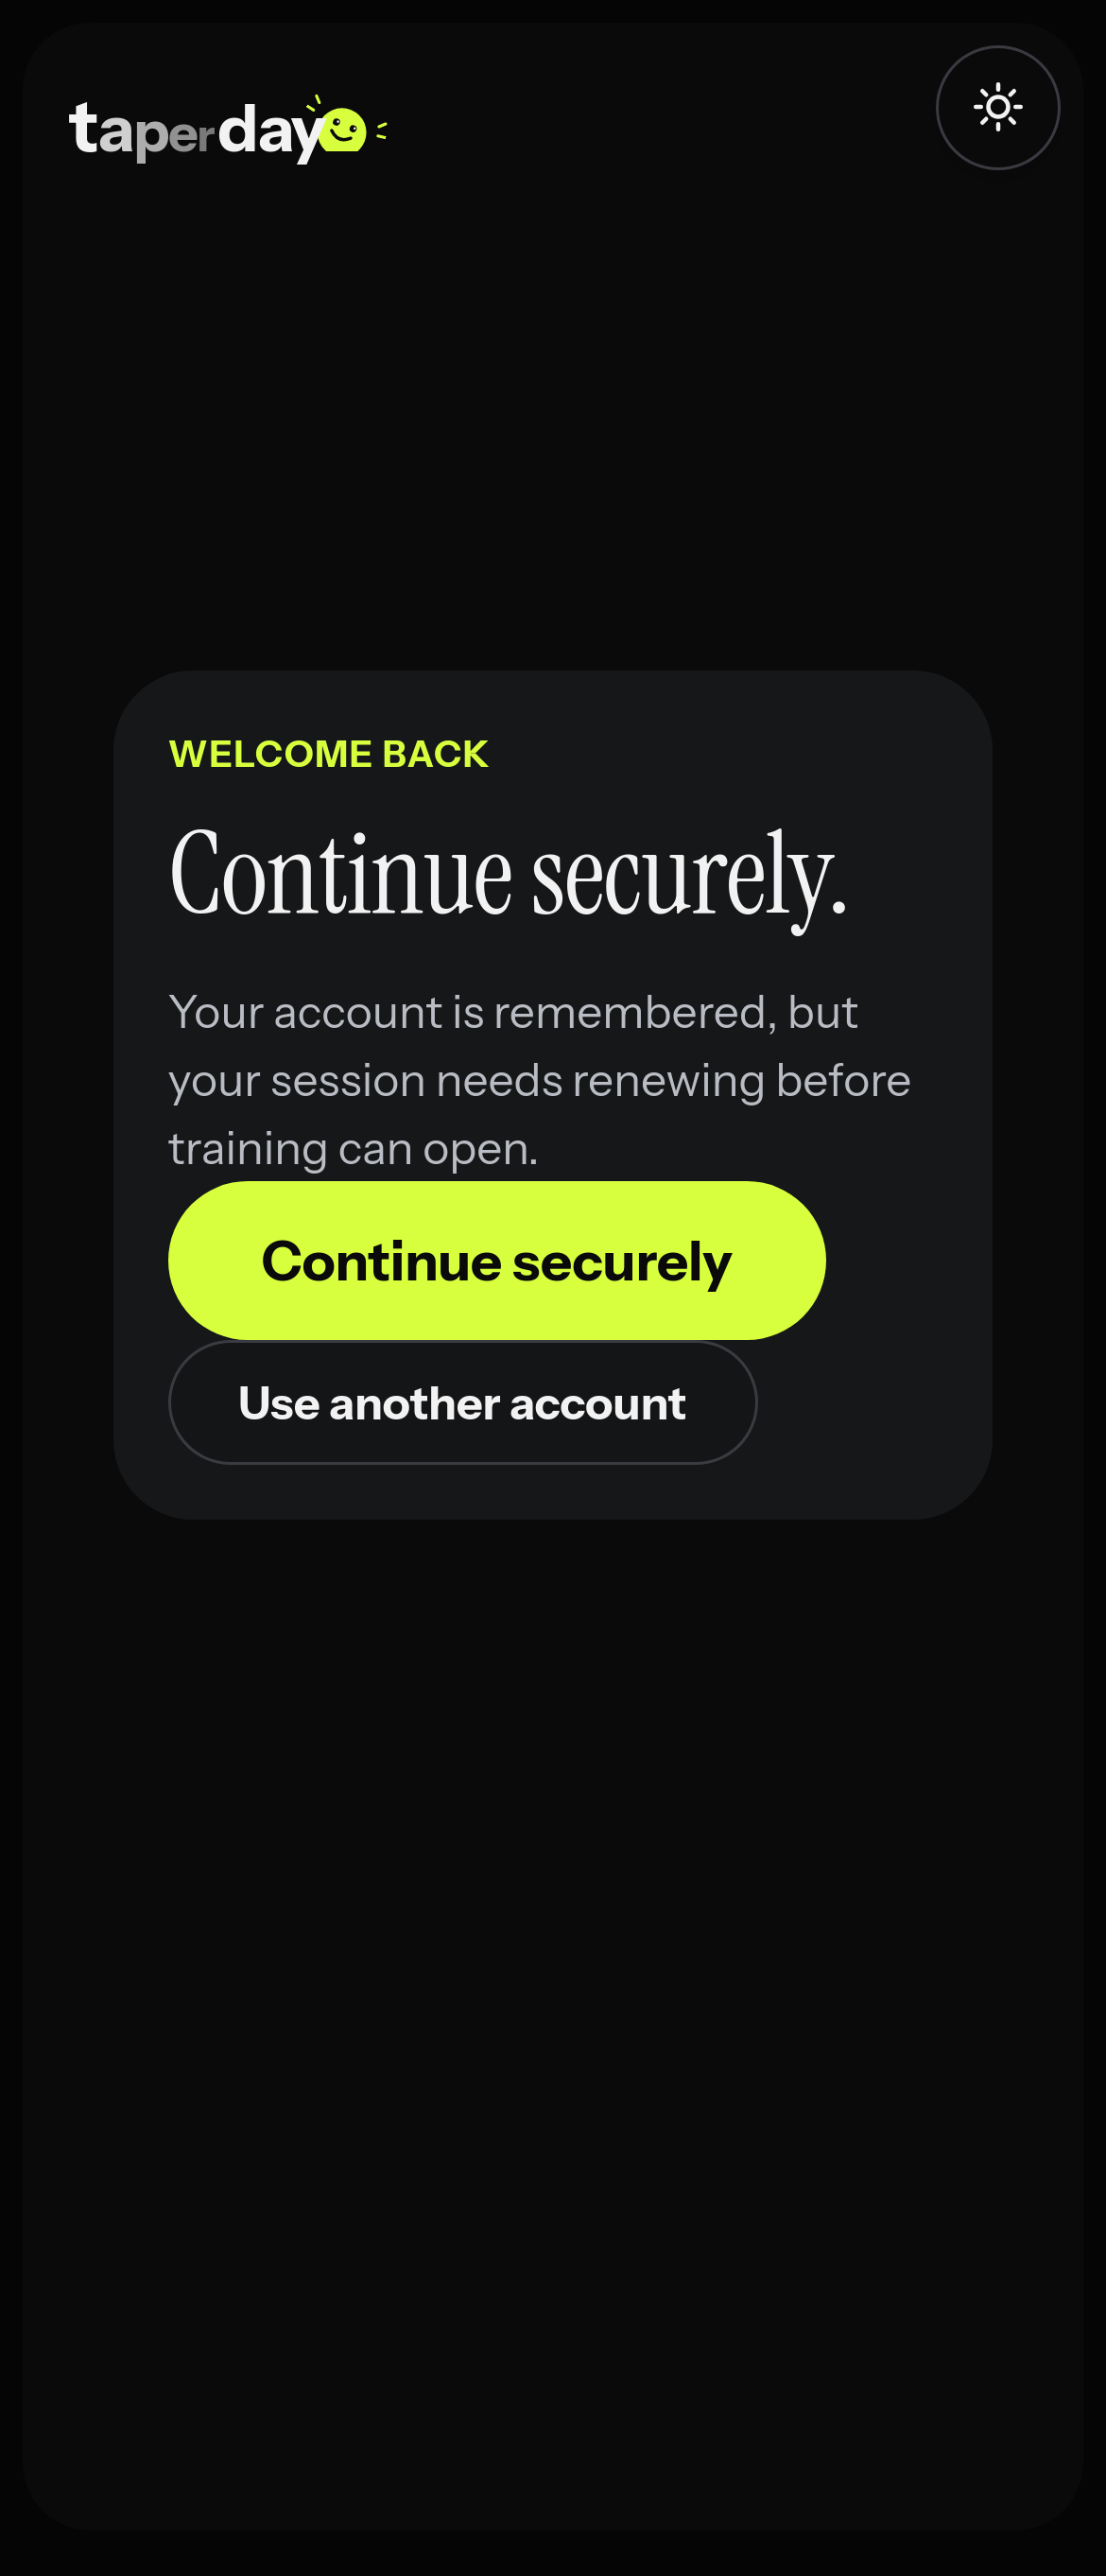 taperday
WELCOME BACK
Continue securely.
Your account is remembered, but
your session needs renewing before
training can open.
Continue securely
Use another account